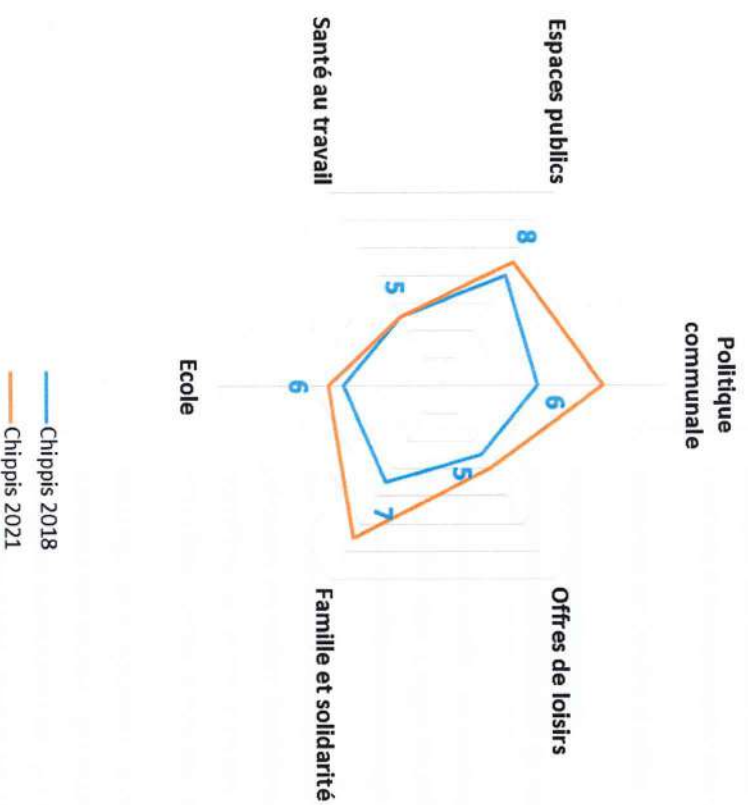 Politique
communale
Offres de loisirs
Famille et solidarité
Ecole
Santé au travail
Espaces publics
6
5
7
6
5
8
Chippis 2018
Chippis 2021